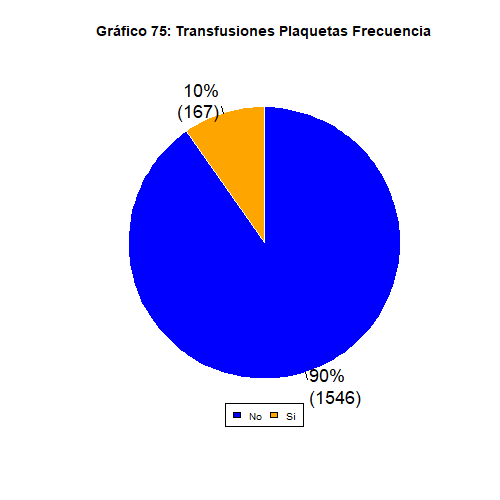 Gráfico 75: Transfusiones Plaquetas Frecuencia
10%
(167)
90%
(1546)
No Si